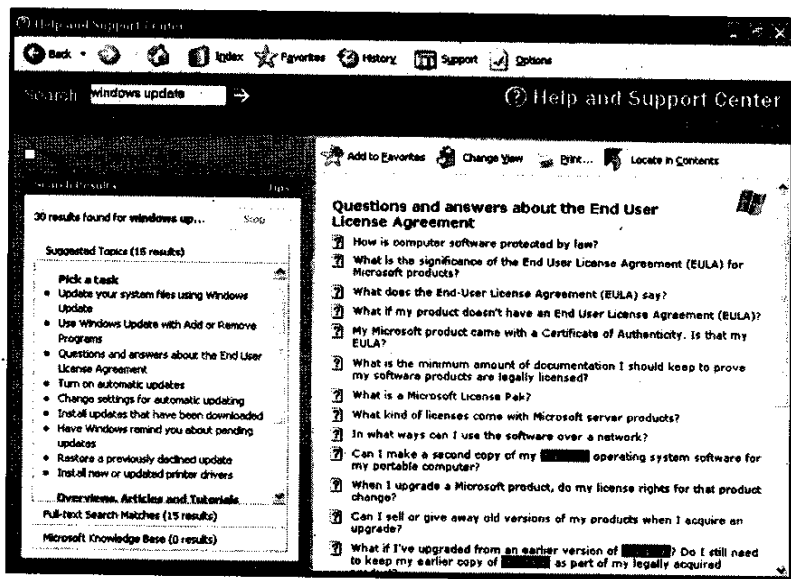 Help and Support Center
Back
Index Favorites History Support Options
Search windows update
Help and Support Center
Add to Favorites Change View Print... Locate in Contents
Search Results Tips
30 results found for windows up... Stop
Suggested Topics (15 results)
Pick a task
Update your system files using Windows
Update
Use Windows Update with Add or Remove
Programs
Questions and answers about the End User
License Agreement
Turn on automatic updates
Change settings for automatic updating
Install updates that have been downloaded
Have Windows remind you about pending
updates
Restore a previously declined update
Install new or updated printer drivers
Overviews, Articles and Tutorials
Full-text Search Matches (15 results)
Microsoft Knowledge Base (0 results)
Questions and answers about the End User
License Agreement
How is computer software protected by law?
What is the significance of the End User License Agreement (EULA) for
Microsoft products?
What does the End-User License Agreement (EULA) say?
What if my product doesn't have an End User License Agreement (EULA)?
My Microsoft product came with a Certificate of Authenticity. Is that my
EULA?
What is the minimum amount of documentation I should keep to prove
my software products are legally licensed?
What is a Microsoft License Pak?
What kind of licenses come with Microsoft server products?
In what ways can I use the software over a network?
Can I make a second copy of my operating system software for
my portable computer?
When I upgrade a Microsoft product, do my license rights for that product
change?
Can I sell or give away old versions of my products when I acquire an
upgrade?
What if I've upgraded from an earlier version of ? Do I still need
to keep my earlier copy of as part of my legally acquired
product?